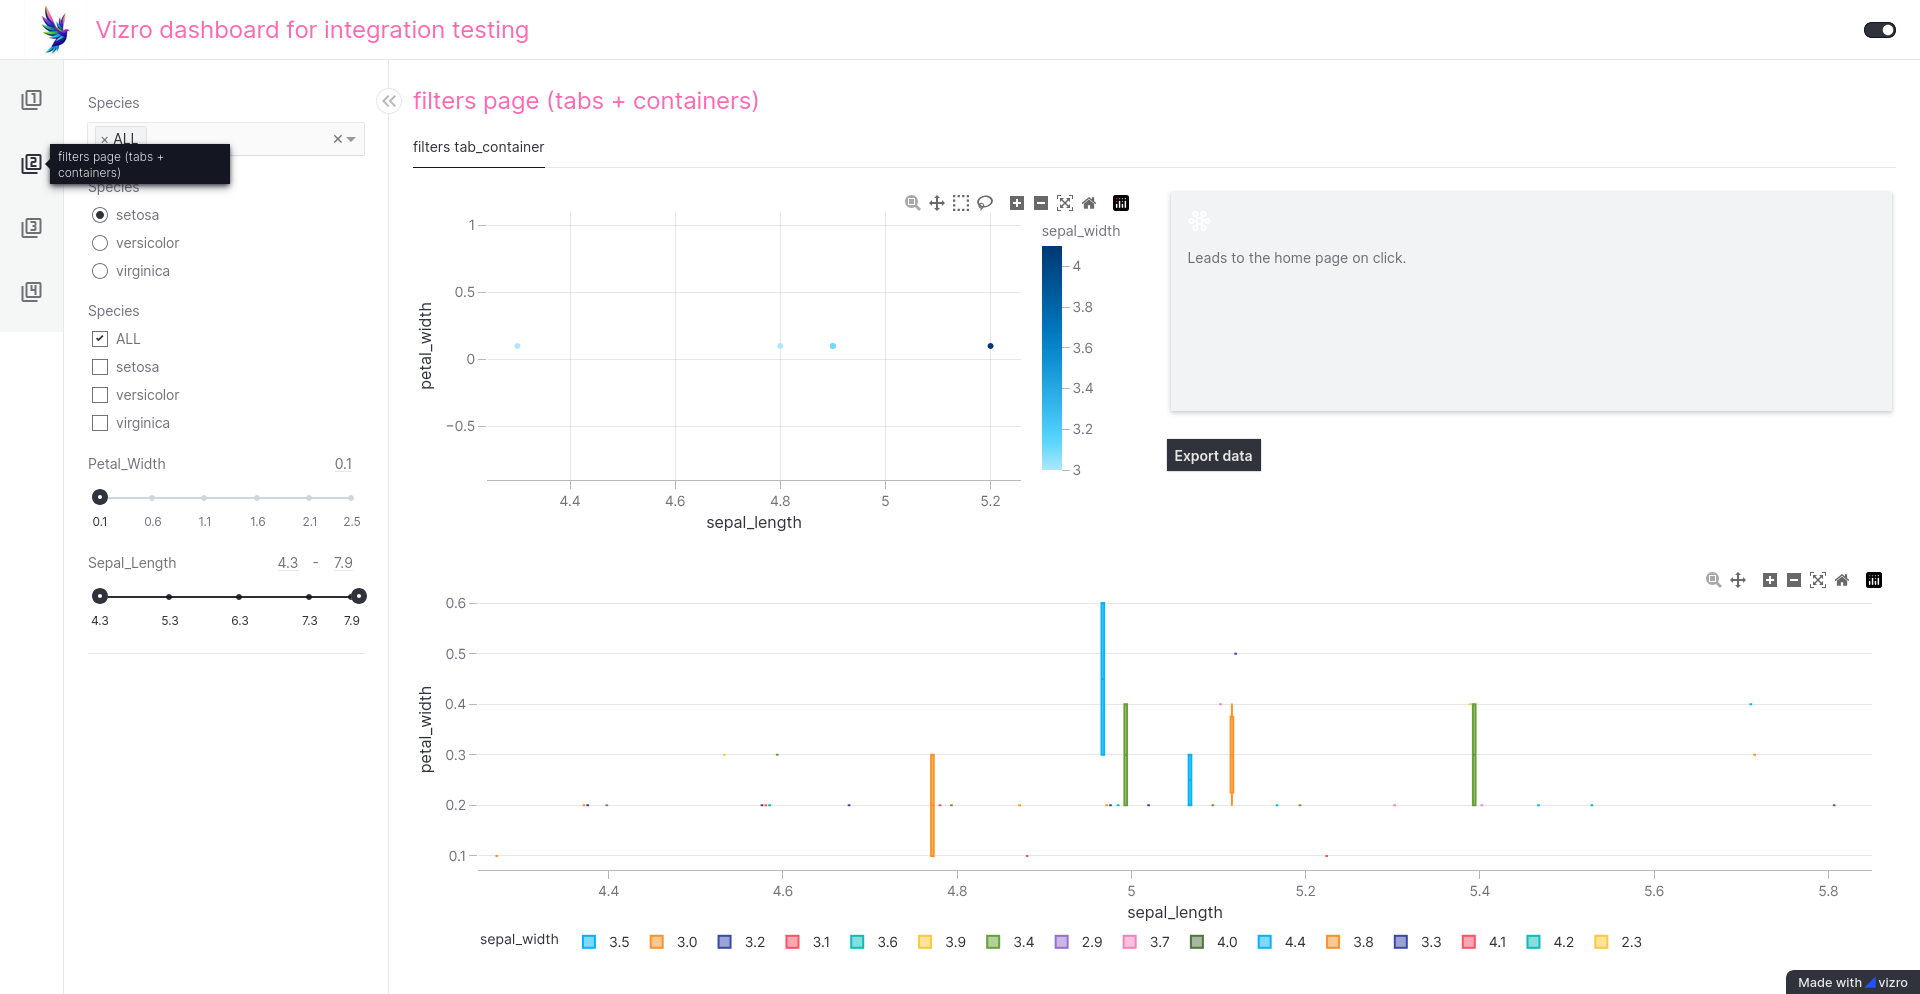 Vizro dashboard for integration testing
1
2
3
4
filters page (tabs +
containers)
Species
× ALL
Species
setosa
versicolor
virginica
Species
ALL
setosa
versicolor
virginica
Petal_Width 0.1
0.1 0.6 1.1 1.6 2.1 2.5
Sepal_Length 4.3 - 7.9
4.3 5.3 6.3 7.3 7.9
filters page (tabs + containers)
filters tab_container
1
0.5
0
−0.5
petal_width
4.4 4.6 4.8 5 5.2
sepal_length
sepal_width
4
3.8
3.6
3.4
3.2
3
Leads to the home page on click.
Export data
0.6
0.5
0.4
0.3
0.2
0.1
petal_width
4.4 4.6 4.8 5 5.2 5.4 5.6 5.8
sepal_length
sepal_width 3.5 3.0 3.2 3.1 3.6 3.9 3.4 2.9 3.7 4.0 4.4 3.8 3.3 4.1 4.2 2.3
Made with vizro